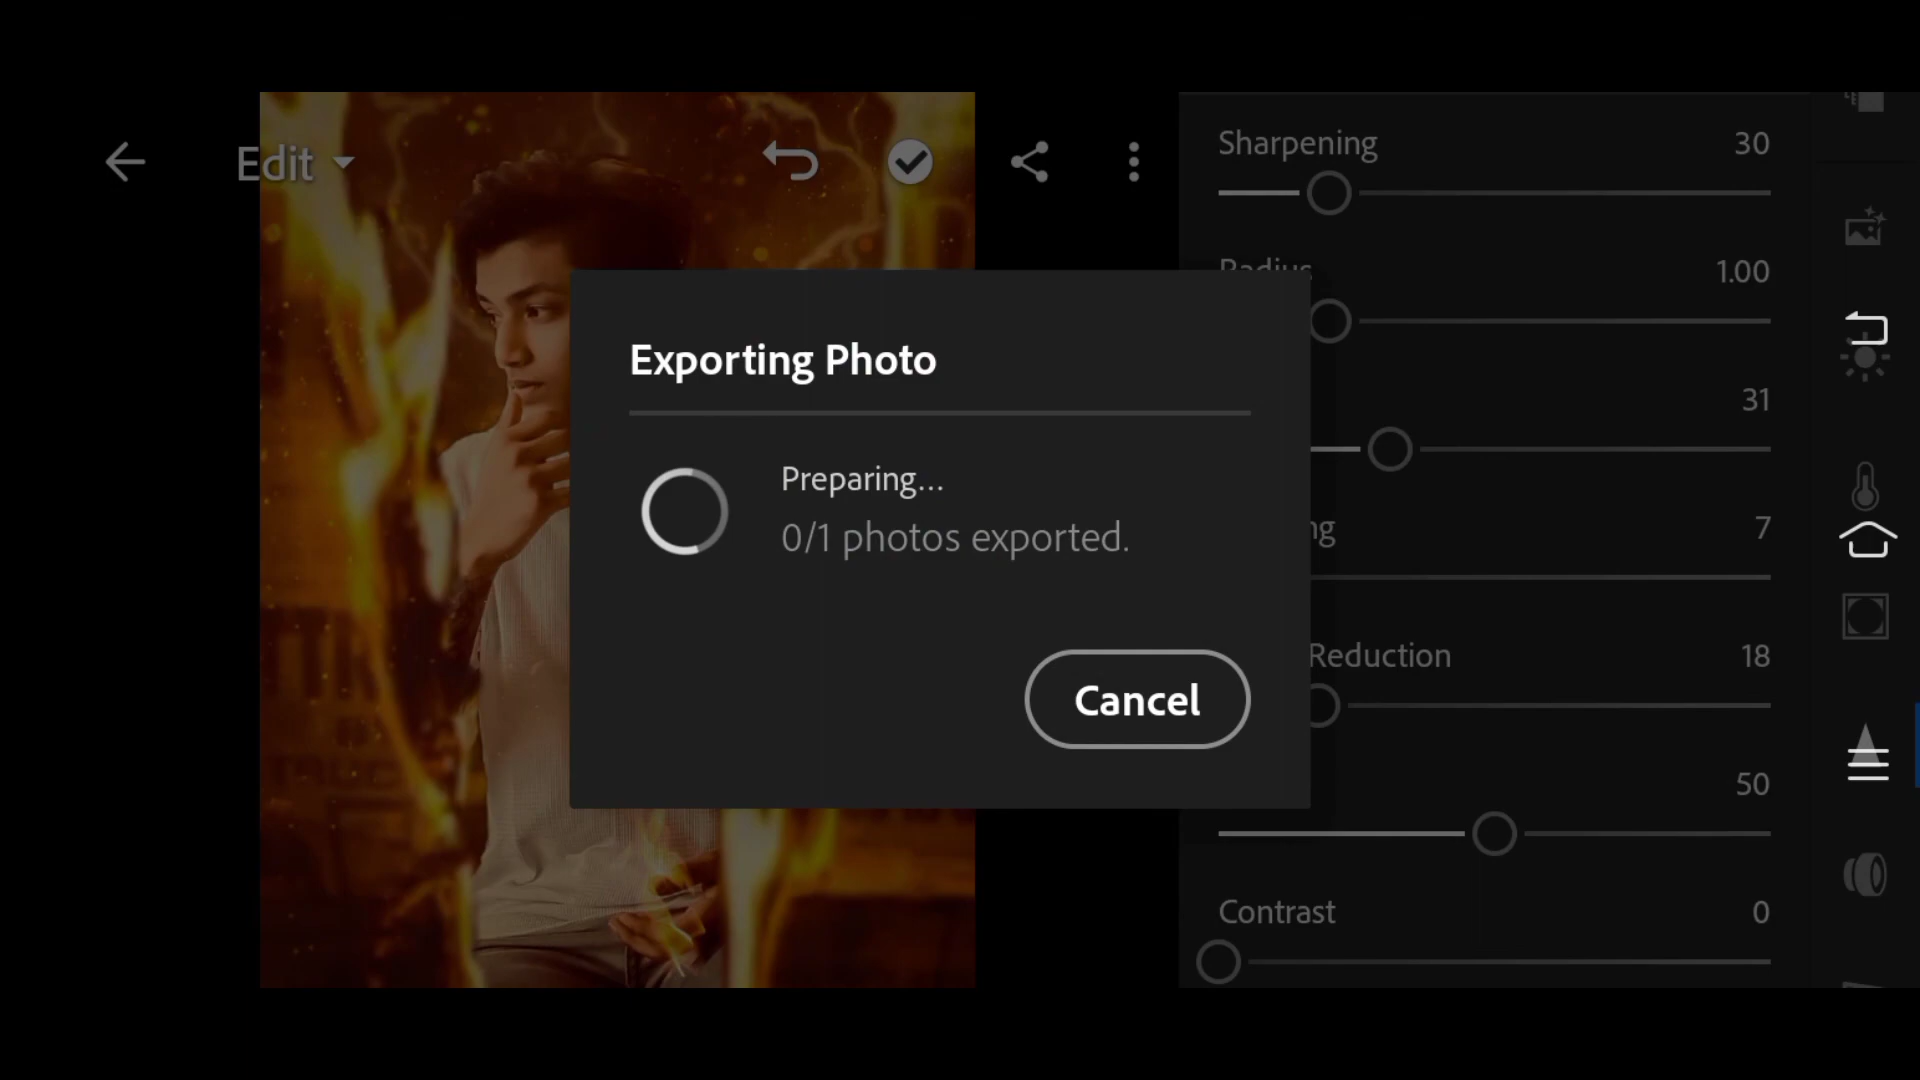 Edit
Sharpening 30
Radius 1.00
31
7
Reduction 18
50
Contrast 0
Exporting Photo
Preparing...
0/1 photos exported.
Cancel